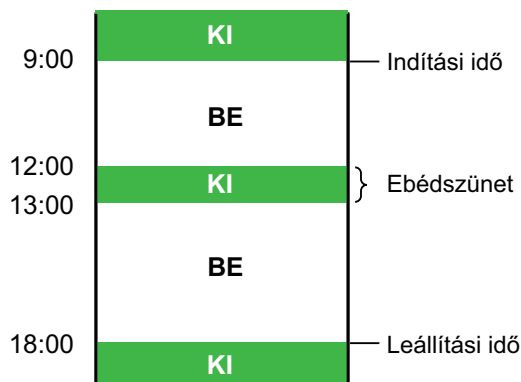 KI
9:00 Indítási idő
BE
12:00
KI Ebédszünet
13:00
BE
18:00 Leállítási idő
KI